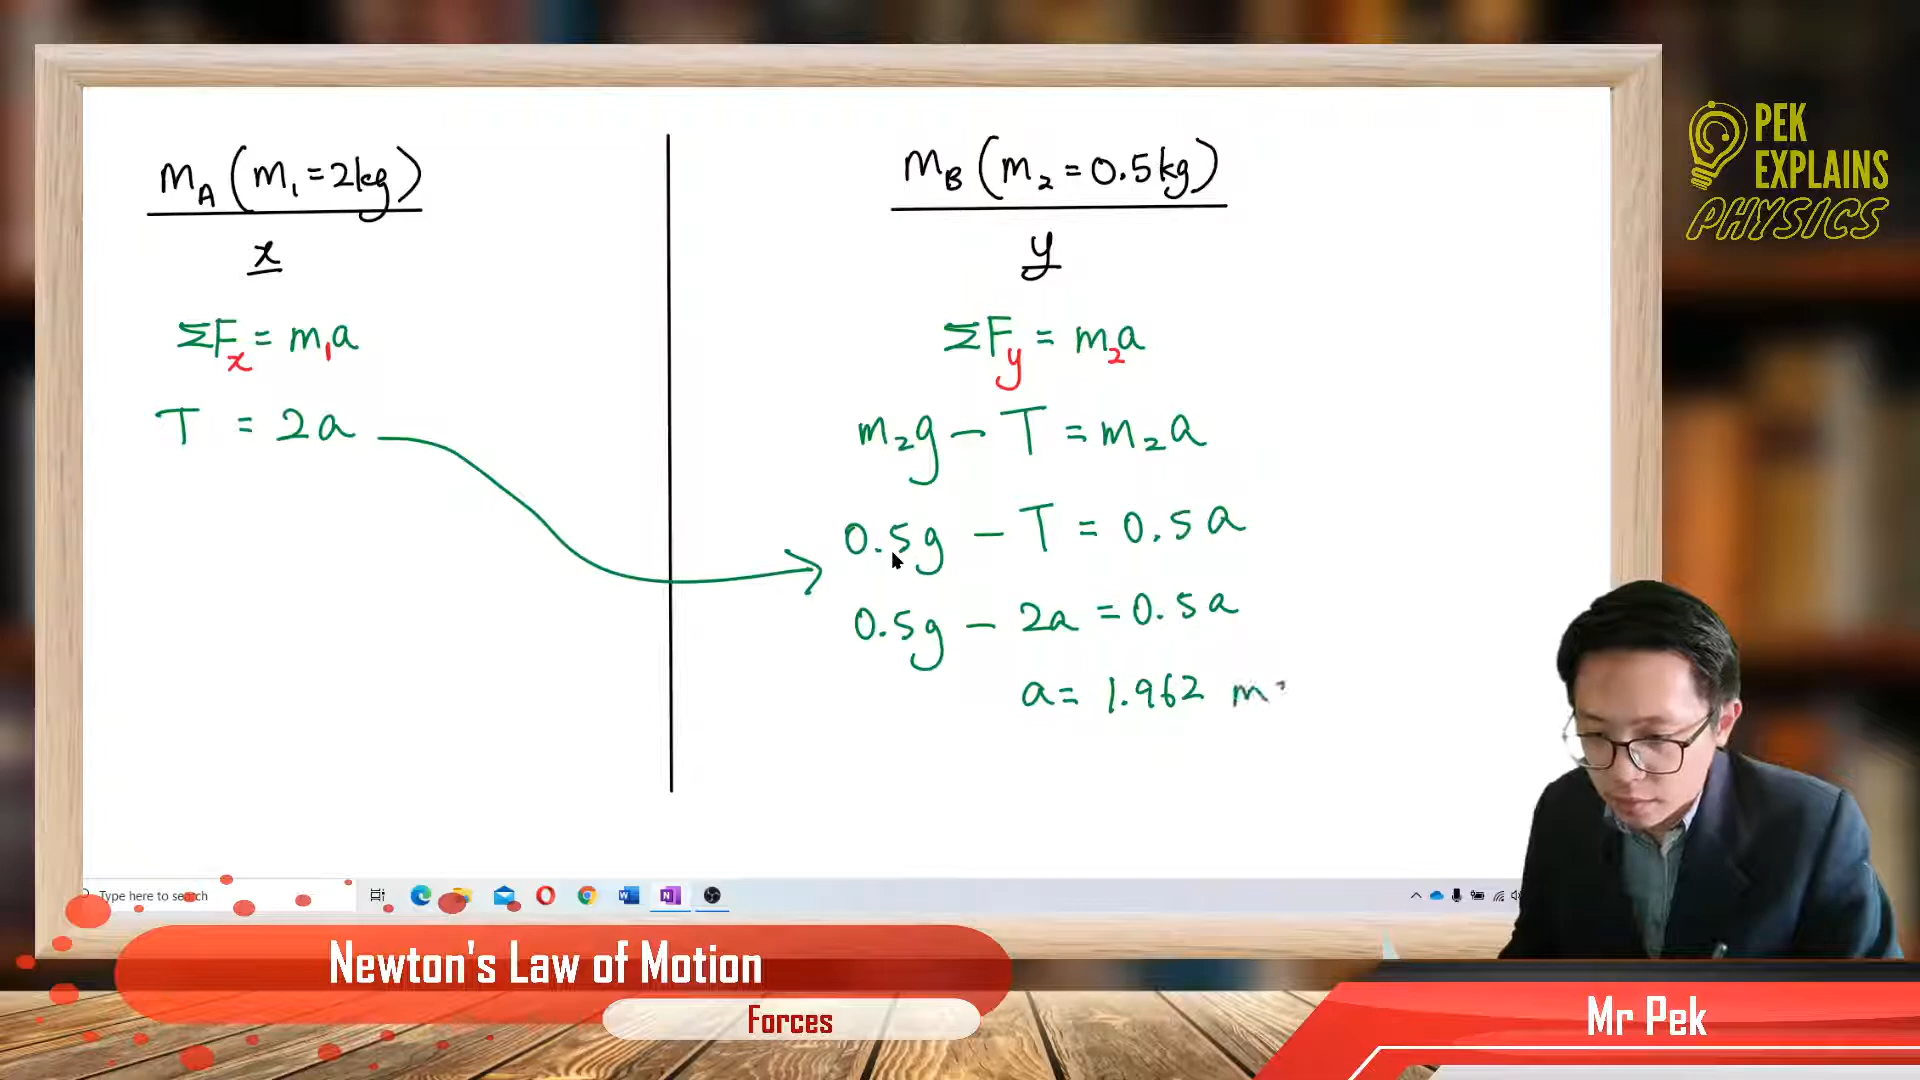 m_A (m_1 = 2kg)
x
ΣF_x = m_1a
T = 2a
m_B (m_2 = 0.5kg)
y
ΣF_y = m_2a
m_2g − T = m_2a
0.5g − T = 0.5a
0.5g − 2a = 0.5a
a = 1.962 m
PEK
EXPLAINS
PHYSICS
Type here to search
Newton's Law of Motion
Forces
Mr Pek